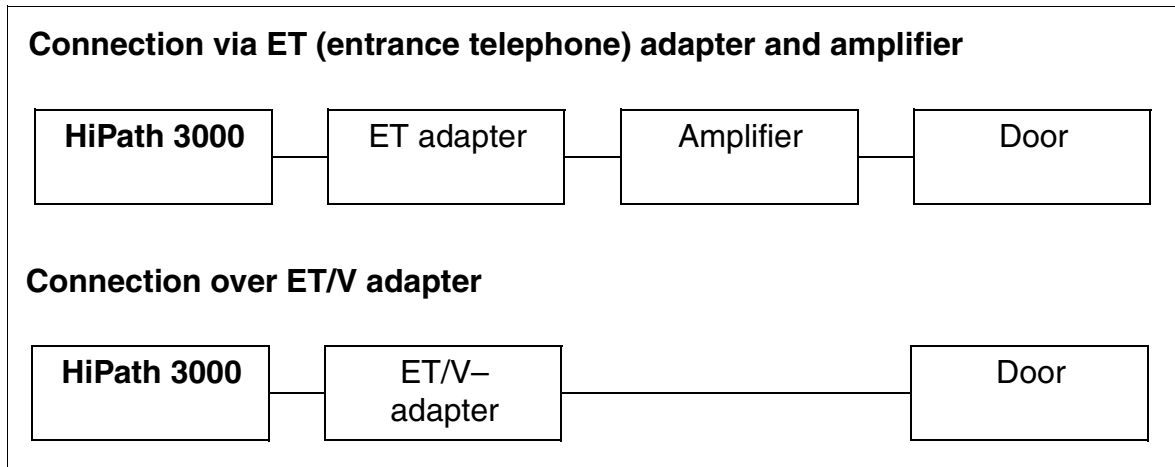 Connection via ET (entrance telephone) adapter and amplifier
HiPath 3000 ET adapter Amplifier Door
Connection over ET/V adapter
HiPath 3000 ET/V– Door
adapter